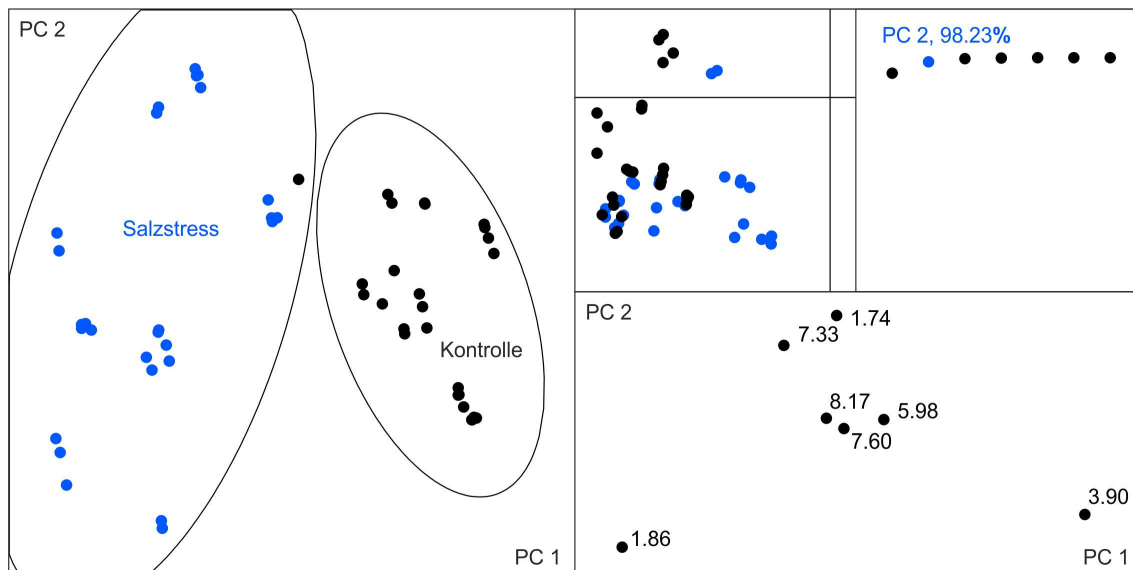 PC 2
Salzstress
Kontrolle
PC 1
PC 2, 98.23%
PC 2
1.74
7.33
8.17
5.98
7.60
3.90
1.86
PC 1